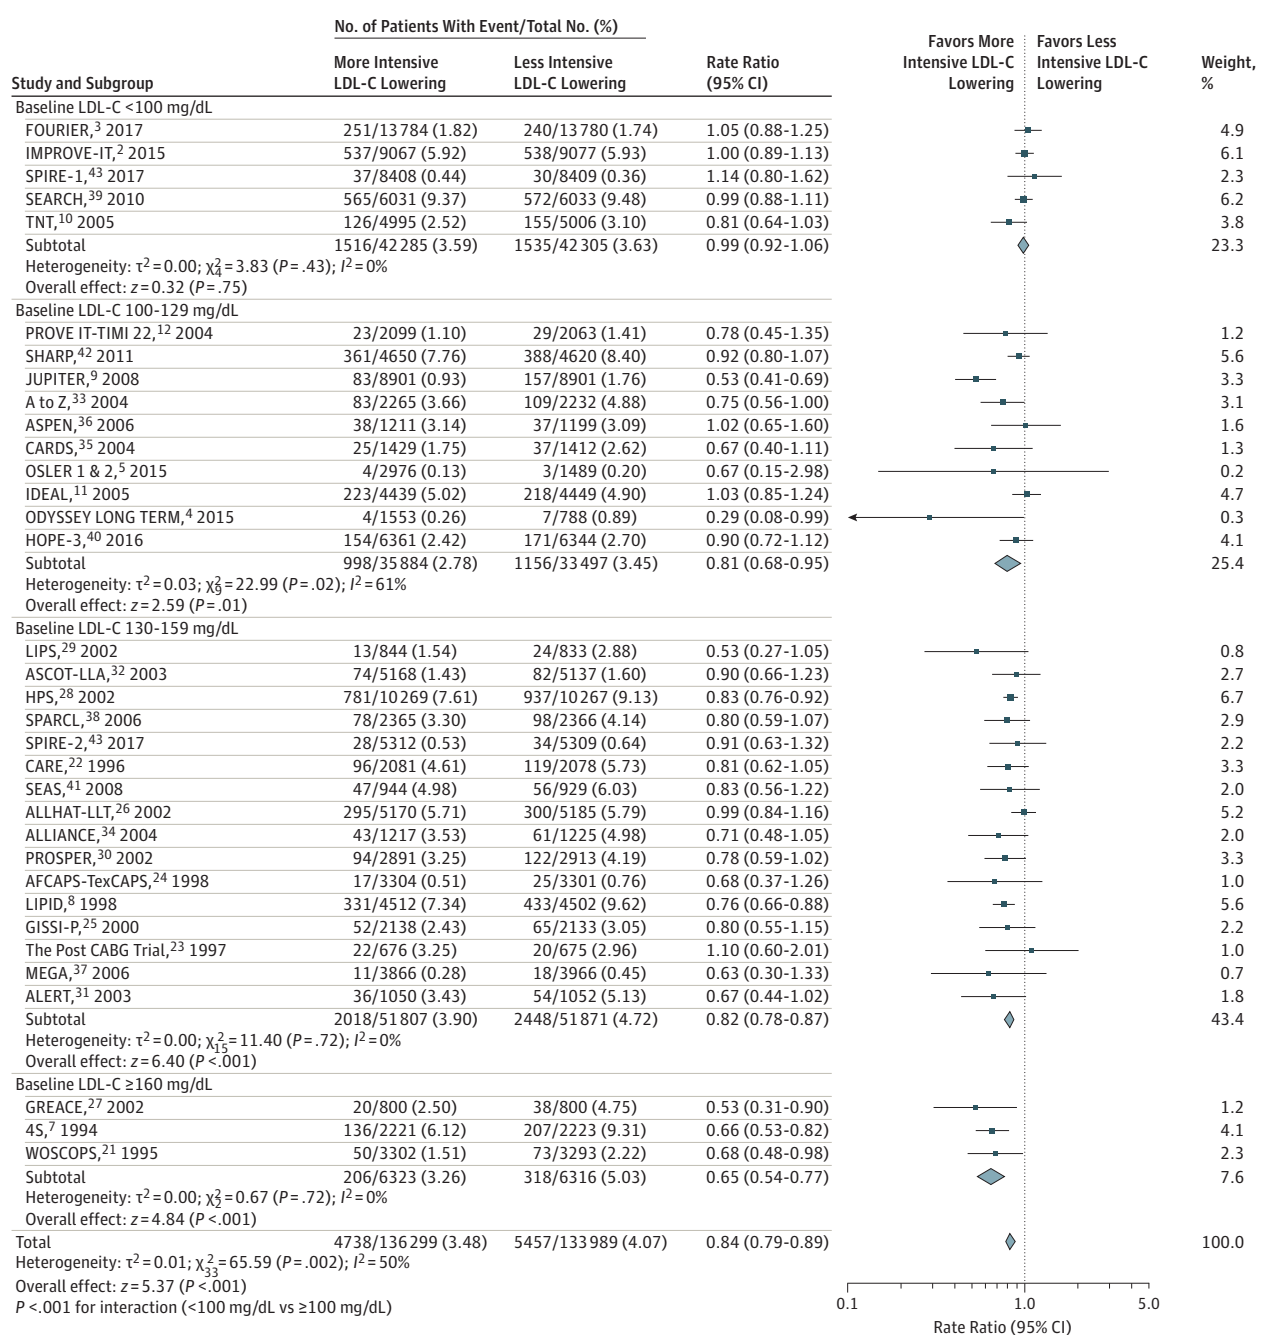 No. of Patients With Event/Total No. (%)
Study and Subgroup More Intensive LDL-C Lowering Less Intensive LDL-C Lowering Rate Ratio (95% CI) Favors More Intensive LDL-C Lowering Favors Less Intensive LDL-C Lowering Weight, %
Baseline LDL-C <100 mg/dL
FOURIER,3 2017 251/13 784 (1.82) 240/13 780 (1.74) 1.05 (0.88-1.25) 4.9
IMPROVE-IT,2 2015 537/9067 (5.92) 538/9077 (5.93) 1.00 (0.89-1.13) 6.1
SPIRE-1,43 2017 37/8408 (0.44) 30/8409 (0.36) 1.14 (0.80-1.62) 2.3
SEARCH,39 2010 565/6031 (9.37) 572/6033 (9.48) 0.99 (0.88-1.11) 6.2
TNT,10 2005 126/4995 (2.52) 155/5006 (3.10) 0.81 (0.64-1.03) 3.8
Subtotal 1516/42 285 (3.59) 1535/42 305 (3.63) 0.99 (0.92-1.06) 23.3
Heterogeneity: τ2 = 0.00; χ24 = 3.83 (P = .43); I2 = 0%
Overall effect: z = 0.32 (P = .75)
Baseline LDL-C 100-129 mg/dL
PROVE IT-TIMI 22,12 2004 23/2099 (1.10) 29/2063 (1.41) 0.78 (0.45-1.35) 1.2
SHARP,42 2011 361/4650 (7.76) 388/4620 (8.40) 0.92 (0.80-1.07) 5.6
JUPITER,9 2008 83/8901 (0.93) 157/8901 (1.76) 0.53 (0.41-0.69) 3.3
A to Z,33 2004 83/2265 (3.66) 109/2232 (4.88) 0.75 (0.56-1.00) 3.1
ASPEN,36 2006 38/1211 (3.14) 37/1199 (3.09) 1.02 (0.65-1.60) 1.6
CARDS,35 2004 25/1429 (1.75) 37/1412 (2.62) 0.67 (0.40-1.11) 1.3
OSLER 1 & 2,5 2015 4/2976 (0.13) 3/1489 (0.20) 0.67 (0.15-2.98) 0.2
IDEAL,11 2005 223/4439 (5.02) 218/4449 (4.90) 1.03 (0.85-1.24) 4.7
ODYSSEY LONG TERM,4 2015 4/1553 (0.26) 7/788 (0.89) 0.29 (0.08-0.99) 0.3
HOPE-3,40 2016 154/6361 (2.42) 171/6344 (2.70) 0.90 (0.72-1.12) 4.1
Subtotal 998/35 884 (2.78) 1156/33 497 (3.45) 0.81 (0.68-0.95) 25.4
Heterogeneity: τ2 = 0.03; χ29 = 22.99 (P = .02); I2 = 61%
Overall effect: z = 2.59 (P = .01)
Baseline LDL-C 130-159 mg/dL
LIPS,29 2002 13/844 (1.54) 24/833 (2.88) 0.53 (0.27-1.05) 0.8
ASCOT-LLA,32 2003 74/5168 (1.43) 82/5137 (1.60) 0.90 (0.66-1.23) 2.7
HPS,28 2002 781/10 269 (7.61) 937/10 267 (9.13) 0.83 (0.76-0.92) 6.7
SPARCL,38 2006 78/2365 (3.30) 98/2366 (4.14) 0.80 (0.59-1.07) 2.9
SPIRE-2,43 2017 28/5312 (0.53) 34/5309 (0.64) 0.91 (0.63-1.32) 2.2
CARE,22 1996 96/2081 (4.61) 119/2078 (5.73) 0.81 (0.62-1.05) 3.3
SEAS,41 2008 47/944 (4.98) 56/929 (6.03) 0.83 (0.56-1.22) 2.0
ALLHAT-LLT,26 2002 295/5170 (5.71) 300/5185 (5.79) 0.99 (0.84-1.16) 5.2
ALLIANCE,34 2004 43/1217 (3.53) 61/1225 (4.98) 0.71 (0.48-1.05) 2.0
PROSPER,30 2002 94/2891 (3.25) 122/2913 (4.19) 0.78 (0.59-1.02) 3.3
AFCAPS-TexCAPS,24 1998 17/3304 (0.51) 25/3301 (0.76) 0.68 (0.37-1.26) 1.0
LIPID,8 1998 331/4512 (7.34) 433/4502 (9.62) 0.76 (0.66-0.88) 5.6
GISSI-P,25 2000 52/2138 (2.43) 65/2133 (3.05) 0.80 (0.55-1.15) 2.2
The Post CABG Trial,23 1997 22/676 (3.25) 20/675 (2.96) 1.10 (0.60-2.01) 1.0
MEGA,37 2006 11/3866 (0.28) 18/3966 (0.45) 0.63 (0.30-1.33) 0.7
ALERT,31 2003 36/1050 (3.43) 54/1052 (5.13) 0.67 (0.44-1.02) 1.8
Subtotal 2018/51 807 (3.90) 2448/51 871 (4.72) 0.82 (0.78-0.87) 43.4
Heterogeneity: τ2 = 0.00; χ215 = 11.40 (P = .72); I2 = 0%
Overall effect: z = 6.40 (P <.001)
Baseline LDL-C ≥160 mg/dL
GREACE,27 2002 20/800 (2.50) 38/800 (4.75) 0.53 (0.31-0.90) 1.2
4S,7 1994 136/2221 (6.12) 207/2223 (9.31) 0.66 (0.53-0.82) 4.1
WOSCOPS,21 1995 50/3302 (1.51) 73/3293 (2.22) 0.68 (0.48-0.98) 2.3
Subtotal 206/6323 (3.26) 318/6316 (5.03) 0.65 (0.54-0.77) 7.6
Heterogeneity: τ2 = 0.00; χ22 = 0.67 (P = .72); I2 = 0%
Overall effect: z = 4.84 (P <.001)
Total 4738/136 299 (3.48) 5457/133 989 (4.07) 0.84 (0.79-0.89) 100.0
Heterogeneity: τ2 = 0.01; χ233 = 65.59 (P = .002); I2 = 50%
Overall effect: z = 5.37 (P <.001)
P <.001 for interaction (<100 mg/dL vs ≥100 mg/dL)
0.1 1.0 5.0
Rate Ratio (95% CI)